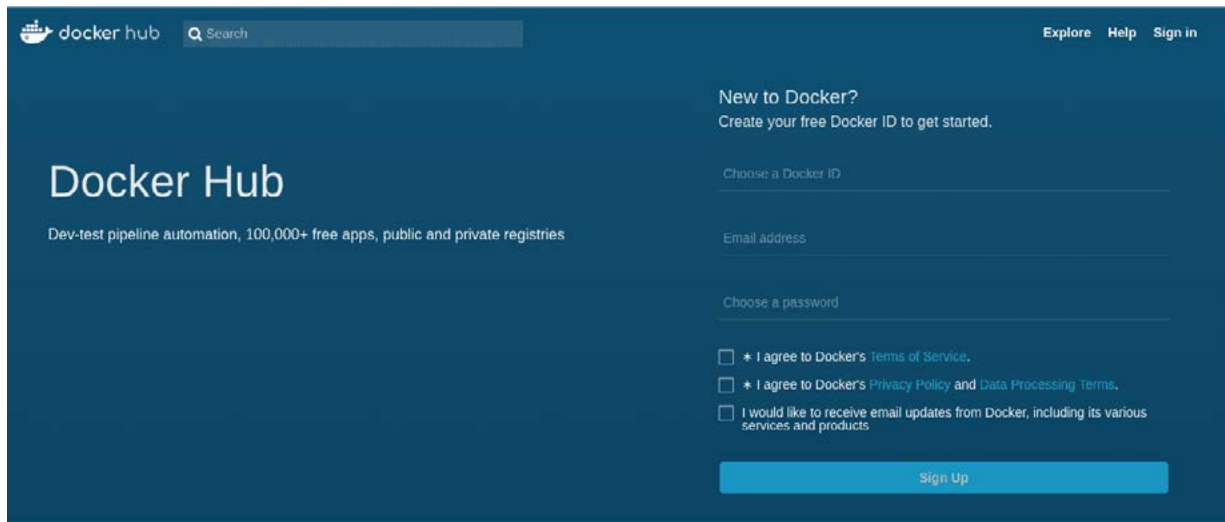 docker hub
Search
Explore Help Sign in
New to Docker?
Create your free Docker ID to get started.
Docker Hub
Dev-test pipeline automation, 100,000+ free apps, public and private registries
Choose a Docker ID
Email address
Choose a password
* I agree to Docker's Terms of Service.
* I agree to Docker's Privacy Policy and Data Processing Terms.
I would like to receive email updates from Docker, including its various
services and products
Sign Up